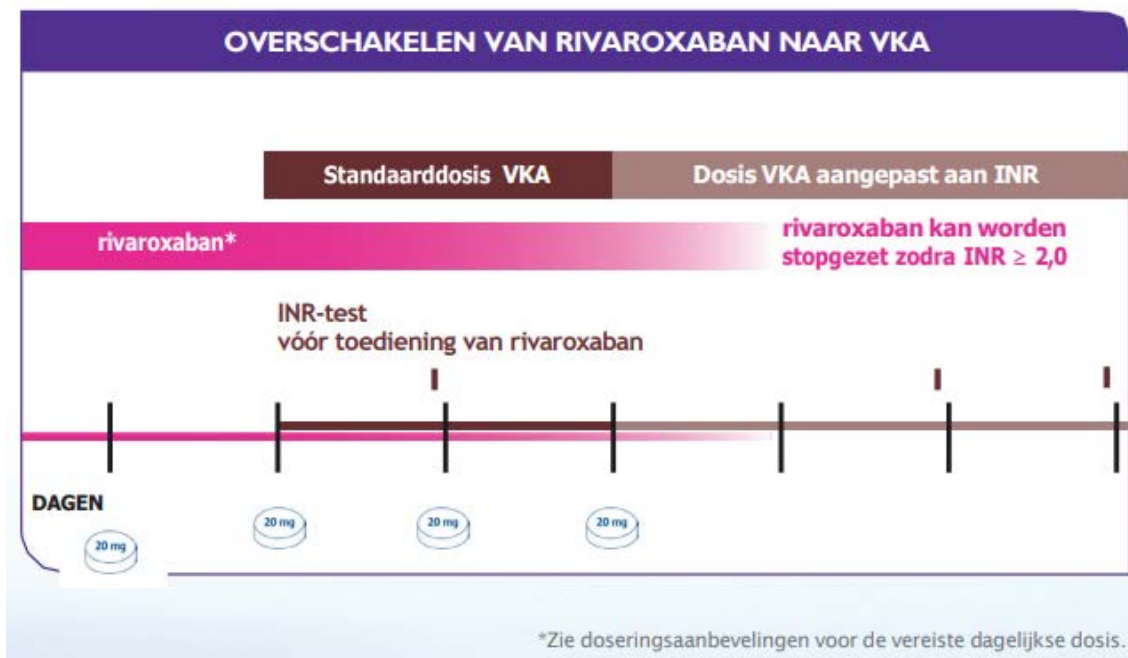 OVERSCHAKELEN VAN RIVAROXABAN NAAR VKA
Standaarddosis VKA
Dosis VKA aangepast aan INR
rivaroxaban*
rivaroxaban kan worden
stopgezet zodra INR ≥ 2,0
INR-test
vóór toediening van rivaroxaban
DAGEN
20 mg
20 mg
20 mg
20 mg
*Zie doseringsaanbevelingen voor de vereiste dagelijkse dosis.